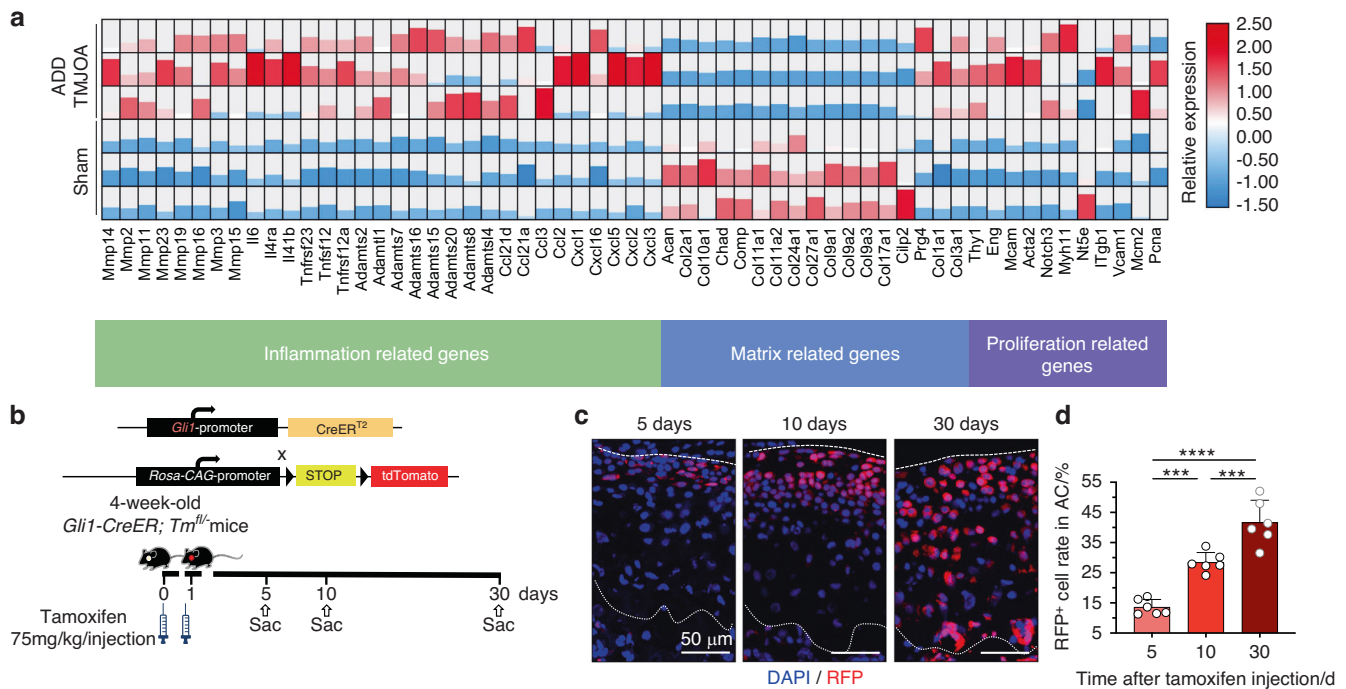 a
ADD
TMJOA
Sham
2.50
2.00
1.50
1.00
0.50
0.00
-0.50
-1.00
-1.50
Relative expression
Mmp14
Mmp2
Mmp11
Mmp23
Mmp19
Mmp16
Mmp3
Mmp15
Il6
Il4ra
Il41b
Tnfrsf23
Tnfsf12
Tnfrsf12a
Adamts2
Adamtl1
Adamts7
Adamts16
Adamts15
Adamts20
Adamts8
Adamtsl4
Ccl21d
Ccl21a
Ccl3
Ccl2
Cxcl1
Cxcl16
Cxcl5
Cxcl2
Cxcl3
Acan
Col2a1
Col10a1
Chad
Comp
Col11a1
Col11a2
Col24a1
Col27a1
Col9a1
Col9a2
Col9a3
Col17a1
Cilp2
Prg4
Col1a1
Col3a1
Thy1
Eng
Mcam
Acta2
Notch3
Myh11
Nt5e
ITgb1
Vcam1
Mcm2
Pcna
Inflammation related genes
Matrix related genes
Proliferation related
genes
b
Gli1-promoter
CreER^T2
x
Rosa-CAG-promoter
STOP
tdTomato
4-week-old
Gli1-CreER; Tm^fl/-mice
0 1 5 10 30 days
Tamoxifen
75mg/kg/injection
Sac Sac Sac
c
5 days 10 days 30 days
50 μm
DAPI / RFP
d
****
*** ***
RFP⁺ cell rate in AC/%
55
45
35
25
15
5
5 10 30
Time after tamoxifen injection/d